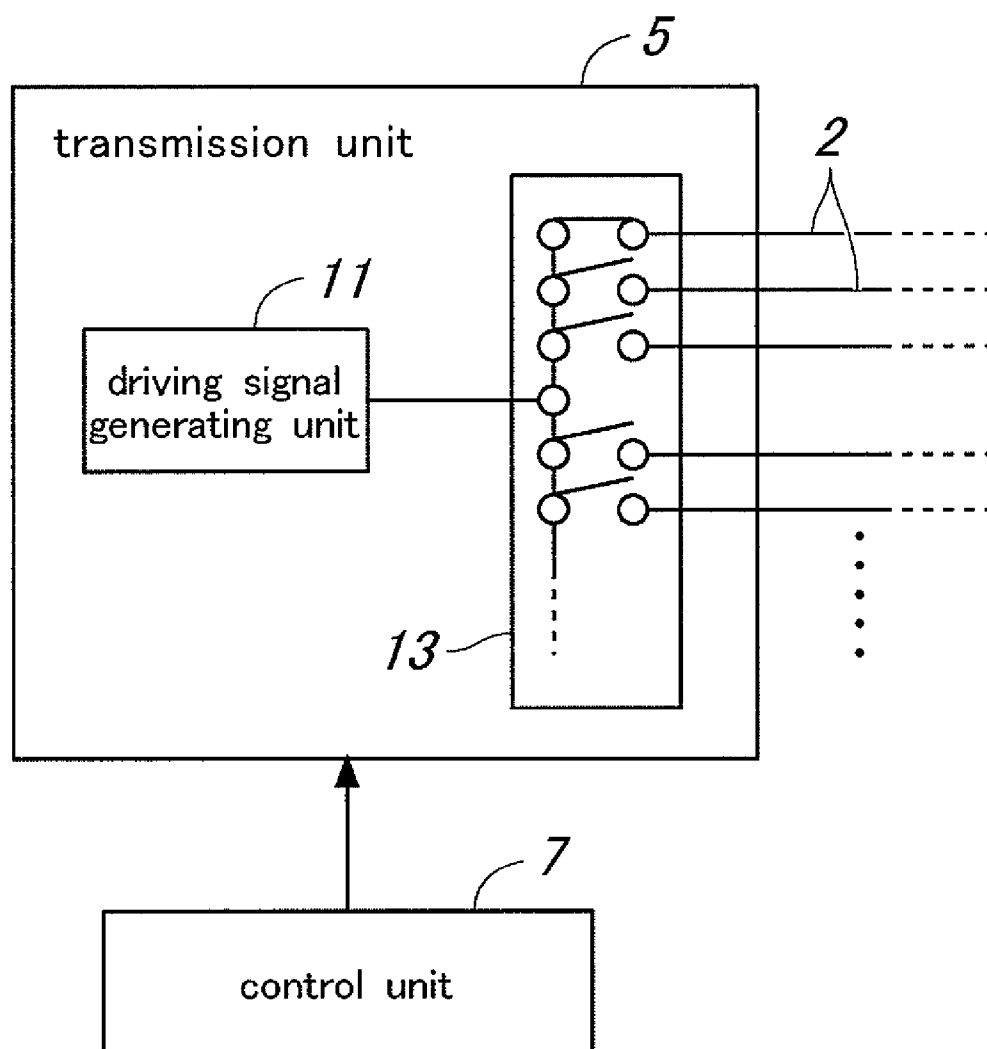 5
transmission unit
2
11
driving signal
generating unit
13
7
control unit